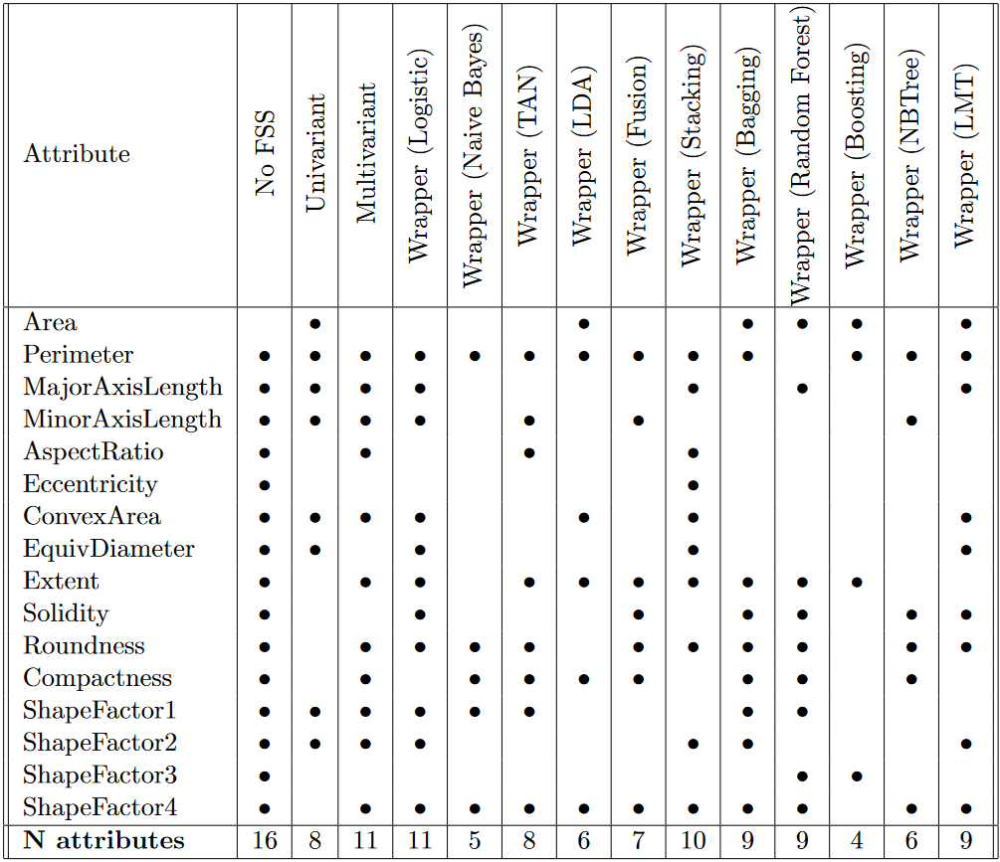 Attribute No FSS Univariant Multivariant Wrapper (Logistic) Wrapper (Naive Bayes) Wrapper (TAN) Wrapper (LDA) Wrapper (Fusion) Wrapper (Stacking) Wrapper (Bagging) Wrapper (Random Forest) Wrapper (Boosting) Wrapper (NBTree) Wrapper (LMT)
Area • • • • • •
Perimeter • • • • • • • • • • • • •
MajorAxisLength • • • • • • •
MinorAxisLength • • • • • • •
AspectRatio • • • •
Eccentricity • •
ConvexArea • • • • • • •
EquivDiameter • • • • •
Extent • • • • • • • • • •
Solidity • • • • • • •
Roundness • • • • • • • • • • •
Compactness • • • • • • • • •
ShapeFactor1 • • • • • • • •
ShapeFactor2 • • • • • • •
ShapeFactor3 • • •
ShapeFactor4 • • • • • • • • • • • •
N attributes 16 8 11 11 5 8 6 7 10 9 9 4 6 9